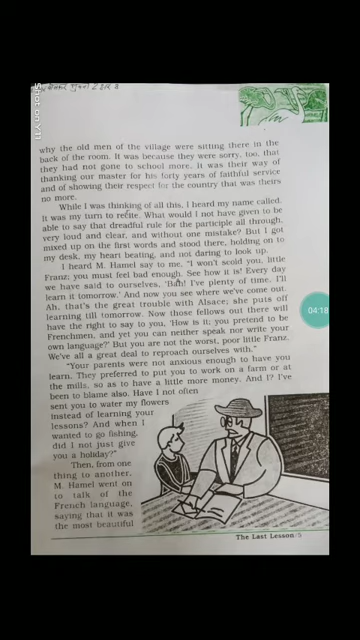 why the old men of the village were sitting there in the
back of the room. It was because they were sorry, too, that
they had not gone to school more. It was their way of
thanking our master for his forty years of faithful service
and of showing their respect for the country that was theirs
no more.
While I was thinking of all this, I heard my name called.
It was my turn to recite. What would I not have given to be
able to say that dreadful rule for the participle all through,
very loud and clear, and without one mistake? But I got
mixed up on the first words and stood there, holding on to
my desk, my heart beating, and not daring to look up.
I heard M. Hamel say to me, “I won't scold you, little
Franz; you must feel bad enough. See how it is! Every day
we have said to ourselves, ‘Bah! I've plenty of time. I'll
learn it tomorrow.’ And now you see where we've come out.
Ah, that's the great trouble with Alsace; she puts off
learning till tomorrow. Now those fellows out there will
have the right to say to you, ‘How is it; you pretend to be
Frenchmen, and yet you can neither speak nor write your
own language?’ But you are not the worst, poor little Franz.
We've all a great deal to reproach ourselves with.”
“Your parents were not anxious enough to have you
learn. They preferred to put you to work on a farm or at
the mills, so as to have a little more money. And I? I've
been to blame also. Have I not often
sent you to water my flowers
instead of learning your
lessons? And when I
wanted to go fishing,
did I not just give
you a holiday?”
Then, from one
thing to another,
M. Hamel went on
to talk of the
French language,
saying that it was
the most beautiful
04:18
The Last Lesson/5